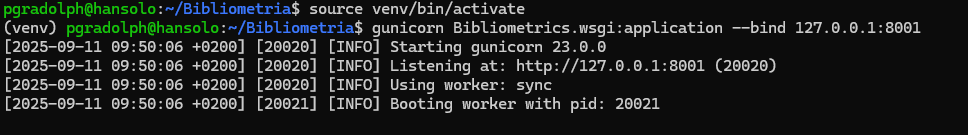 pgradolph@hansolo:~/Bibliometria$ source venv/bin/activate
(venv) pgradolph@hansolo:~/Bibliometria$ gunicorn Bibliometrics.wsgi:application --bind 127.0.0.1:8001
[2025-09-11 09:50:06 +0200] [20020] [INFO] Starting gunicorn 23.0.0
[2025-09-11 09:50:06 +0200] [20020] [INFO] Listening at: http://127.0.0.1:8001 (20020)
[2025-09-11 09:50:06 +0200] [20020] [INFO] Using worker: sync
[2025-09-11 09:50:06 +0200] [20021] [INFO] Booting worker with pid: 20021